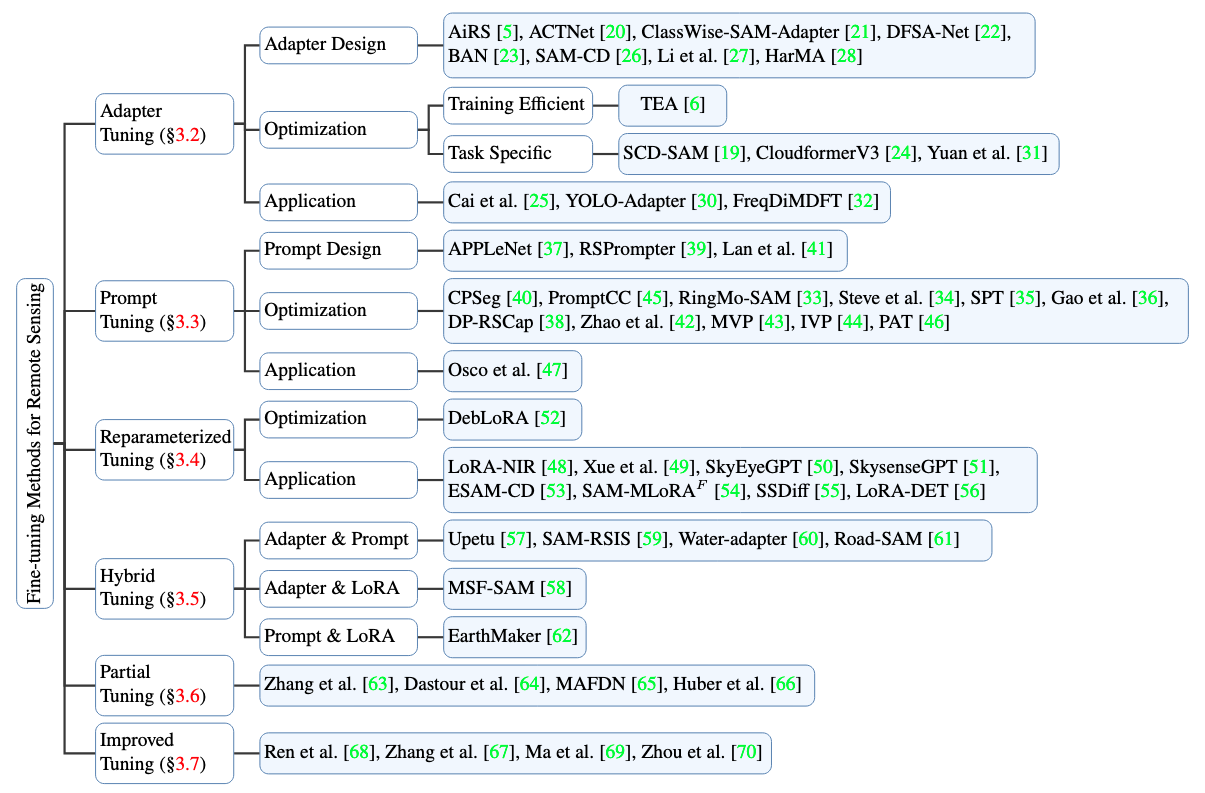 Fine-tuning Methods for Remote Sensing
Adapter
Tuning (§3.2)
Adapter Design
AiRS [5], ACTNet [20], ClassWise-SAM-Adapter [21], DFSA-Net [22],
BAN [23], SAM-CD [26], Li et al. [27], HarMA [28]
Optimization
Training Efficient
TEA [6]
Task Specific
SCD-SAM [19], CloudformerV3 [24], Yuan et al. [31]
Application
Cai et al. [25], YOLO-Adapter [30], FreqDiMDFT [32]
Prompt
Tuning (§3.3)
Prompt Design
APPLeNet [37], RSPrompter [39], Lan et al. [41]
Optimization
CPSeg [40], PromptCC [45], RingMo-SAM [33], Steve et al. [34], SPT [35], Gao et al. [36],
DP-RSCap [38], Zhao et al. [42], MVP [43], IVP [44], PAT [46]
Application
Osco et al. [47]
Reparameterized
Tuning (§3.4)
Optimization
DebLoRA [52]
Application
LoRA-NIR [48], Xue et al. [49], SkyEyeGPT [50], SkysenseGPT [51],
ESAM-CD [53], SAM-MLoRA^F [54], SSDiff [55], LoRA-DET [56]
Hybrid
Tuning (§3.5)
Adapter & Prompt
Upetu [57], SAM-RSIS [59], Water-adapter [60], Road-SAM [61]
Adapter & LoRA
MSF-SAM [58]
Prompt & LoRA
EarthMaker [62]
Partial
Tuning (§3.6)
Zhang et al. [63], Dastour et al. [64], MAFDN [65], Huber et al. [66]
Improved
Tuning (§3.7)
Ren et al. [68], Zhang et al. [67], Ma et al. [69], Zhou et al. [70]